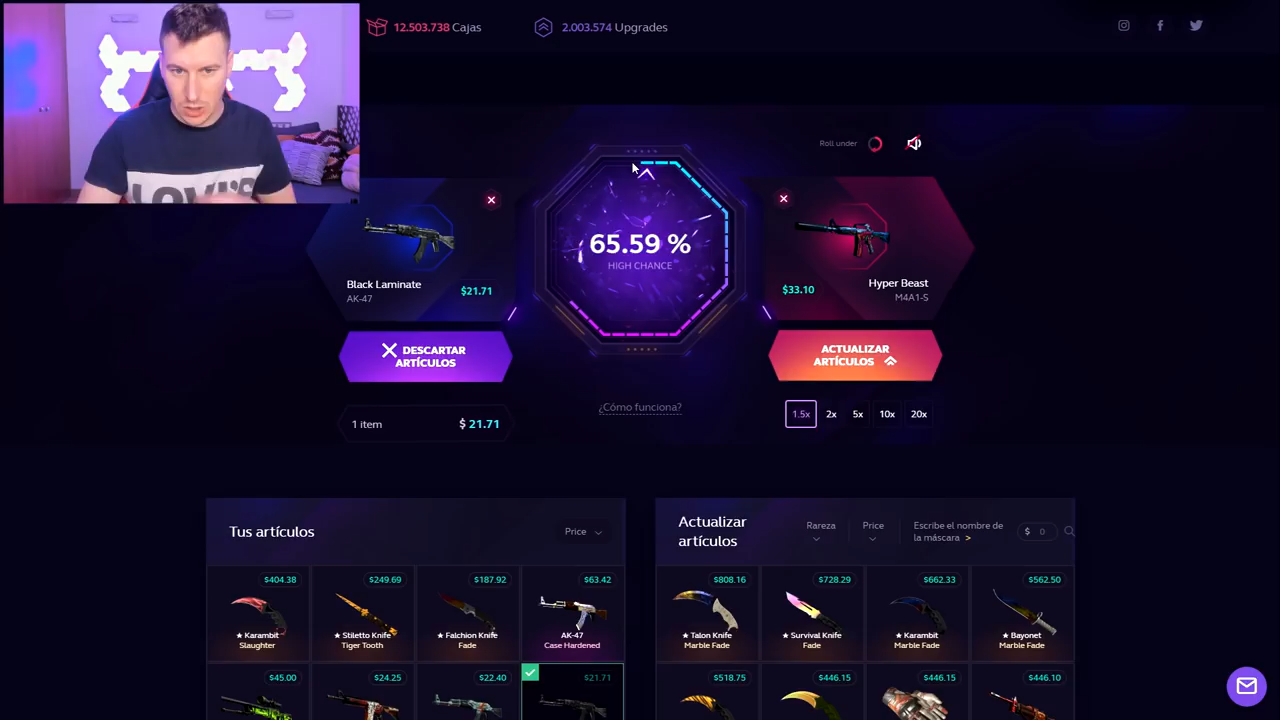 12.503.738 Cajas
2.003.574 Upgrades
Roll under
65.59 %
HIGH CHANCE
Black Laminate
AK-47
$21.71
$33.10
Hyper Beast
M4A1-S
DESCARTAR
ARTÍCULOS
ACTUALIZAR
ARTÍCULOS
¿Cómo funciona?
1.5x
2x
5x
10x
20x
1 item
$ 21.71
Tus artículos
Price
Actualizar
artículos
Rareza
Price
Escribe el nombre de
la máscara >
$ 0
$404.38
★ Karambit
Slaughter
$249.69
★ Stiletto Knife
Tiger Tooth
$187.92
★ Falchion Knife
Fade
$63.42
AK-47
Case Hardened
$808.16
★ Talon Knife
Marble Fade
$728.29
★ Survival Knife
Fade
$662.33
★ Karambit
Marble Fade
$562.50
★ Bayonet
Marble Fade
$45.00
$24.25
$22.40
$21.71
$518.75
$446.15
$446.15
$446.10